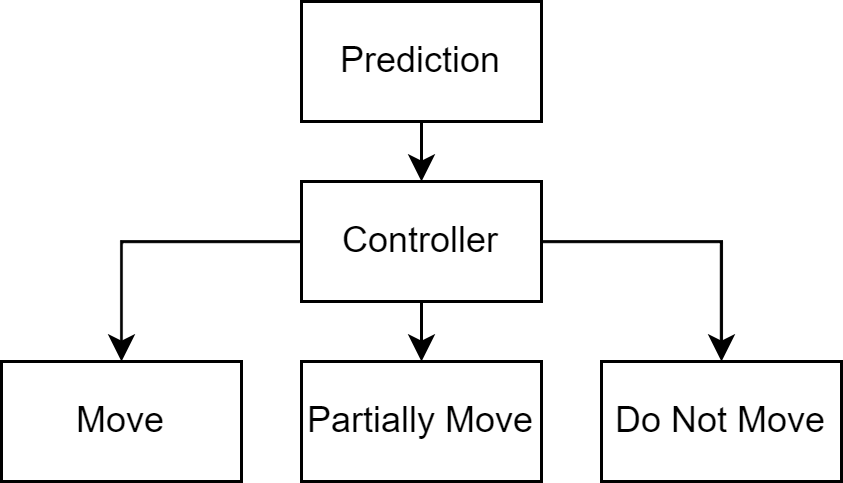 Prediction
Controller
Move
Partially Move
Do Not Move